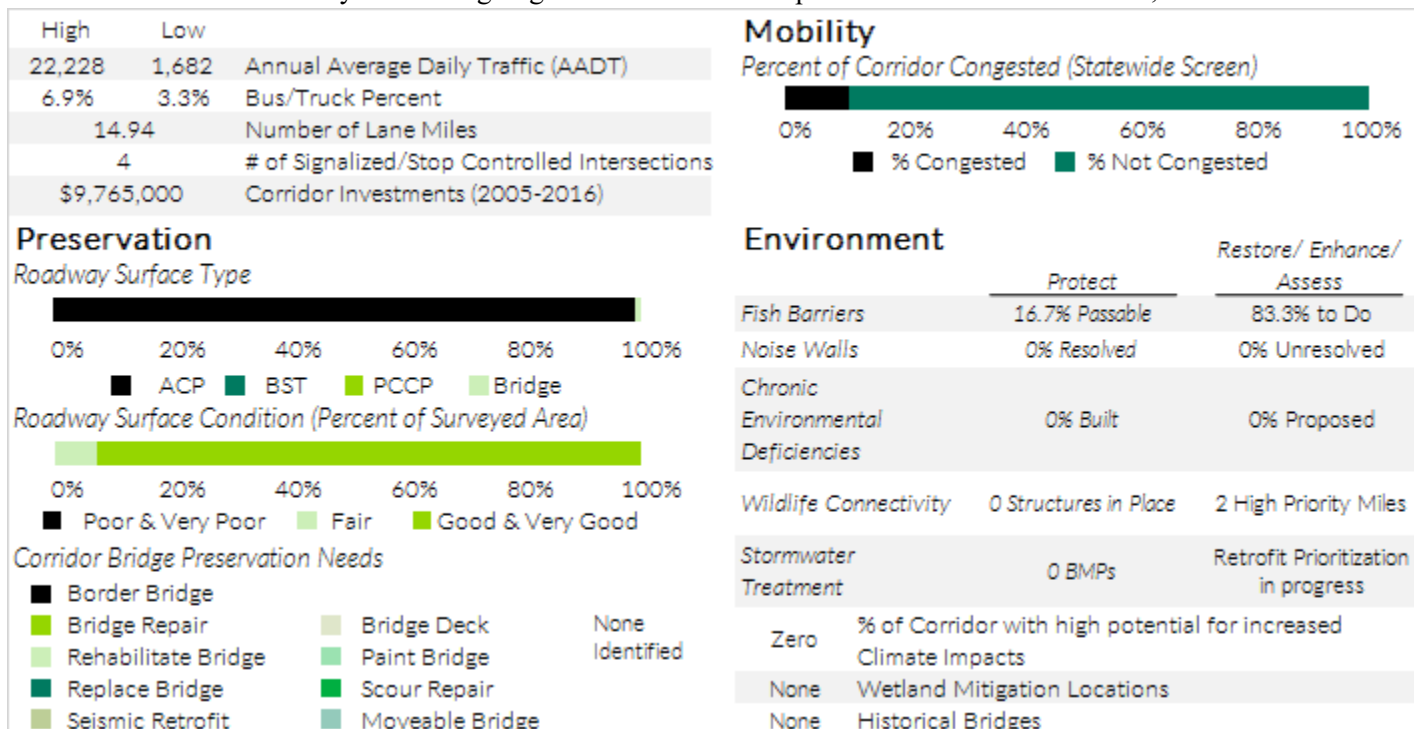 High Low
22,228 1,682 Annual Average Daily Traffic (AADT)
6.9% 3.3% Bus/Truck Percent
14.94 Number of Lane Miles
4 # of Signalized/Stop Controlled Intersections
$9,765,000 Corridor Investments (2005-2016)
Preservation
Roadway Surface Type
0% 20% 40% 60% 80% 100%
ACP BST PCCP Bridge
Roadway Surface Condition (Percent of Surveyed Area)
0% 20% 40% 60% 80% 100%
Poor & Very Poor Fair Good & Very Good
Corridor Bridge Preservation Needs
Border Bridge
Bridge Repair Bridge Deck
Rehabilitate Bridge Paint Bridge
Replace Bridge Scour Repair
Seismic Retrofit Moveable Bridge
None
Identified
Mobility
Percent of Corridor Congested (Statewide Screen)
0% 20% 40% 60% 80% 100%
% Congested % Not Congested
Environment
Protect
Restore/ Enhance/
Assess
Fish Barriers 16.7% Passable 83.3% to Do
Noise Walls 0% Resolved 0% Unresolved
Chronic
Environmental
Deficiencies
0% Built 0% Proposed
Wildlife Connectivity 0 Structures in Place 2 High Priority Miles
Stormwater
Treatment
0 BMPs
Retrofit Prioritization
in progress
Zero % of Corridor with high potential for increased
Climate Impacts
None Wetland Mitigation Locations
None Historical Bridges